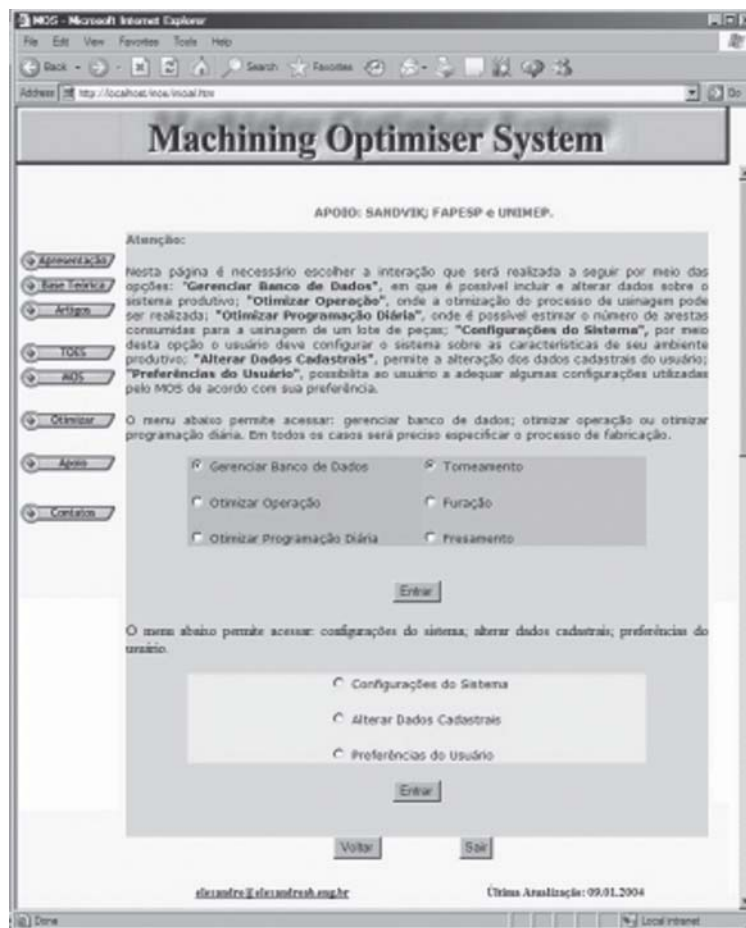 MOS - Microsoft Internet Explorer
File Edit View Favorites Tools Help
Back Search Favorites
Address http://localhost/mos/inicial.htm Go
Machining Optimiser System
APOIO: SANDVIK; FAPESP e UNIMEP.
Atenção:
Apresentação
Base Teórica
Artigos
TOES
MOS
Otimizar
Apoio
Contatos
Nesta página é necessário escolher a interação que será realizada a seguir por meio das
opções: "Gerenciar Banco de Dados", em que é possível incluir e alterar dados sobre o
sistema produtivo; "Otimizar Operação", onde a otimização do processo de usinagem pode
ser realizada; "Otimizar Programação Diária", onde é possível estimar o número de arestas
consumidas para a usinagem de um lote de peças; "Configurações do Sistema", por meio
desta opção o usuário deve configurar o sistema sobre as características de seu ambiente
produtivo; "Alterar Dados Cadastrais", permite a alteração dos dados cadastrais do usuário;
"Preferências do Usuário", possibilita ao usuário a adequar algumas configurações utilizadas
pelo MOS de acordo com sua preferência.
O menu abaixo permite acessar: gerenciar banco de dados; otimizar operação ou otimizar
programação diária. Em todos os casos será preciso especificar o processo de fabricação.
Gerenciar Banco de Dados Torneamento
Otimizar Operação Furação
Otimizar Programação Diária Fresamento
Entrar
O menu abaixo permite acessar: configurações do sistema; alterar dados cadastrais; preferências do
usuário.
Configurações do Sistema
Alterar Dados Cadastrais
Preferências do Usuário
Entrar
Voltar Sair
Última Atualização: 09.01.2004
Done Local intranet